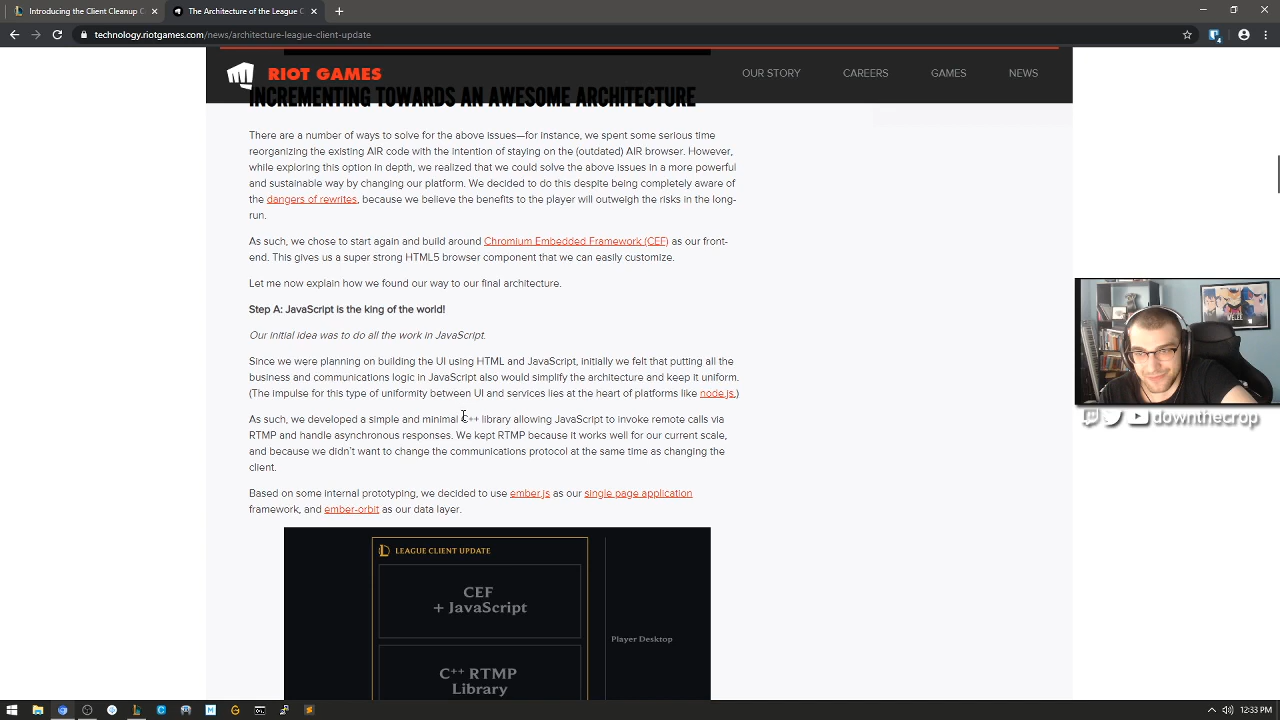 technology.riotgames.com/news/architecture-league-client-update
RIOT GAMES
OUR STORY
CAREERS
GAMES
NEWS
INCREMENTING TOWARDS AN AWESOME ARCHITECTURE
There are a number of ways to solve for the above issues—for instance, we spent some serious time
reorganizing the existing AIR code with the intention of staying on the (outdated) AIR browser. However,
while exploring this option in depth, we realized that we could solve the above issues in a more powerful
and sustainable way by changing our platform. We decided to do this despite being completely aware of
the dangers of rewrites, because we believe the benefits to the player will outweigh the risks in the long-
run.
As such, we chose to start again and build around Chromium Embedded Framework (CEF) as our front-
end. This gives us a super strong HTML5 browser component that we can easily customize.
Let me now explain how we found our way to our final architecture.
Step A: JavaScript is the king of the world!
Our initial idea was to do all the work in JavaScript.
Since we were planning on building the UI using HTML and JavaScript, initially we felt that putting all the
business and communications logic in JavaScript also would simplify the architecture and keep it uniform.
(The impulse for this type of uniformity between UI and services lies at the heart of platforms like node.js.)
As such, we developed a simple and minimal C++ library allowing JavaScript to invoke remote calls via
RTMP and handle asynchronous responses. We kept RTMP because it works well for our current scale,
and because we didn't want to change the communications protocol at the same time as changing the
client.
Based on some internal prototyping, we decided to use ember.js as our single page application
framework, and ember-orbit as our data layer.
LEAGUE CLIENT UPDATE
CEF
+ JavaScript
Player Desktop
C++ RTMP
Library
downthecrop
12:33 PM